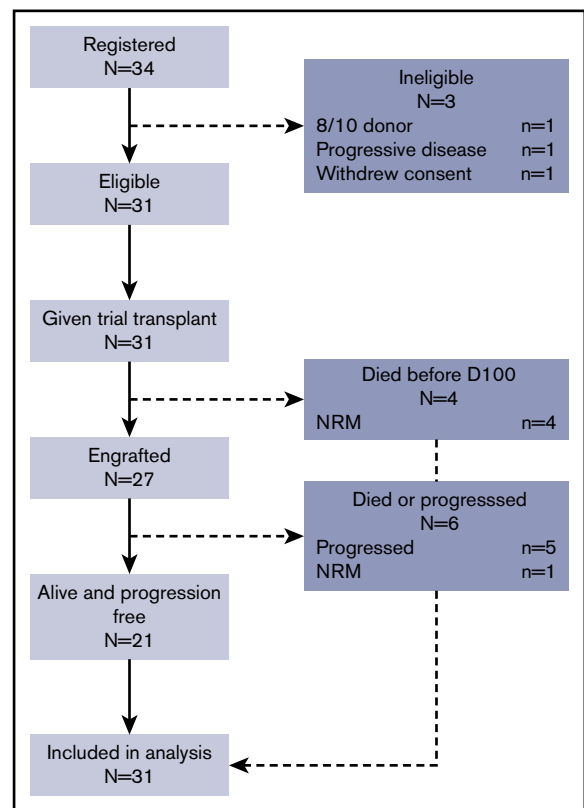 Registered
N=34
Ineligible
N=3
8/10 donor n=1
Progressive disease n=1
Withdrew consent n=1
Eligible
N=31
Given trial transplant
N=31
Died before D100
N=4
NRM n=4
Engrafted
N=27
Died or progresssed
N=6
Progressed n=5
NRM n=1
Alive and progression
free
N=21
Included in analysis
N=31